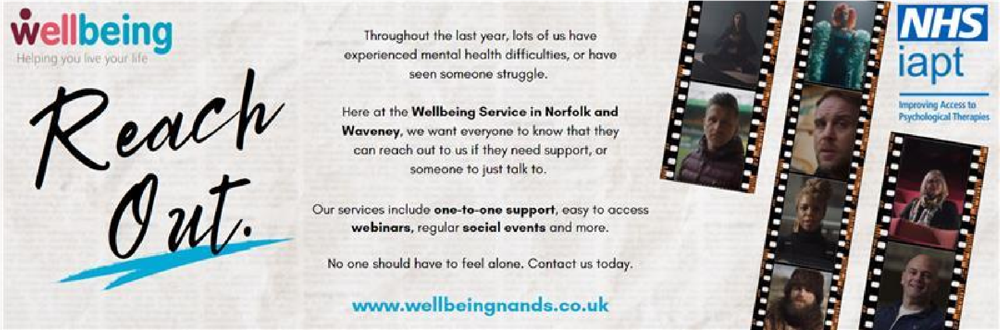 wellbeing
Helping you live your life
Reach
Out.
Throughout the last year, lots of us have
experienced mental health difficulties, or have
seen someone struggle.
Here at the Wellbeing Service in Norfolk and
Waveney, we want everyone to know that they
can reach out to us if they need support, or
someone to just talk to.
Our services include one-to-one support, easy to access
webinars, regular social events and more.
No one should have to feel alone. Contact us today.
www.wellbeingnands.co.uk
NHS
iapt
Improving Access to
Psychological Therapies